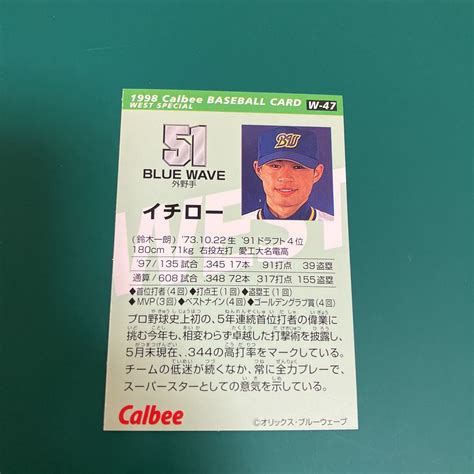 1998 Calbee BASEBALL CARD W-47
WEST SPECIAL
51
BLUE WAVE
外野手
イチロー
(鈴木一朗) '73.10.22生 '91ドラフト4位
180cm 71kg 右投左打 愛工大名電高
'97/135試合 .345 17本 91打点 39盗塁
通算/608試合 .348 72本 317打点 155盗塁
◆首位打者(4回)◆打点王(1回)◆盗塁王(1回)
◆MVP(3回)◆ベストナイン(4回)◆ゴールデングラブ賞(4回)
プロ野球史上初の、5年連続首位打者の偉業に
挑む今年も、相変わらず卓越した打撃術を披露し、
5月末現在、.344の高打率をマークしている。
チームの低迷が続くなか、常に全力プレーで、
スーパースターとしての意気を示している。
Calbee
©オリックス・ブルーウェーブ